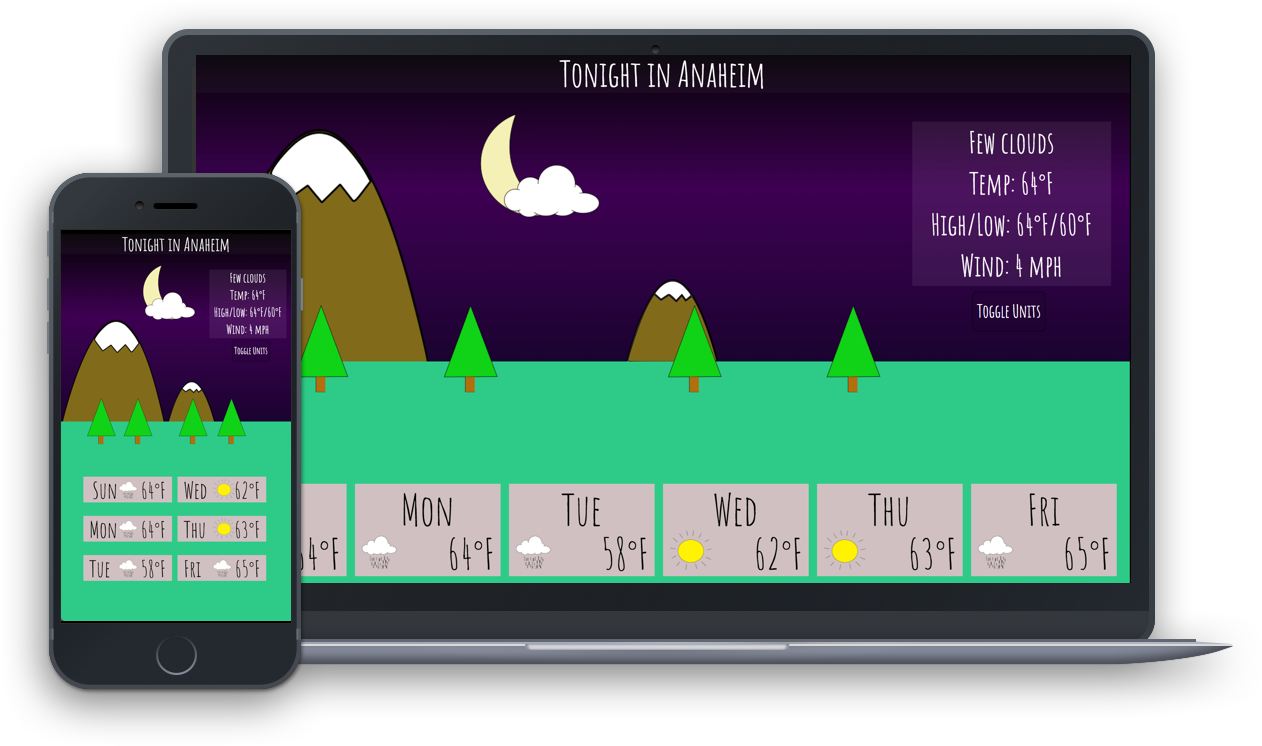 Tonight in Anaheim
Few clouds
Temp: 64°F
High/Low: 64°F/60°F
Wind: 4 mph
Toggle Units
Mon
64°F
Tue
58°F
Wed
62°F
Thu
63°F
Fri
65°F
4°F
Tonight in Anaheim
Few clouds
Temp: 64°F
High/Low: 64°F/60°F
Wind: 4 mph
Toggle Units
Sun 64°F
Wed 62°F
Mon 64°F
Thu 63°F
Tue 58°F
Fri 65°F